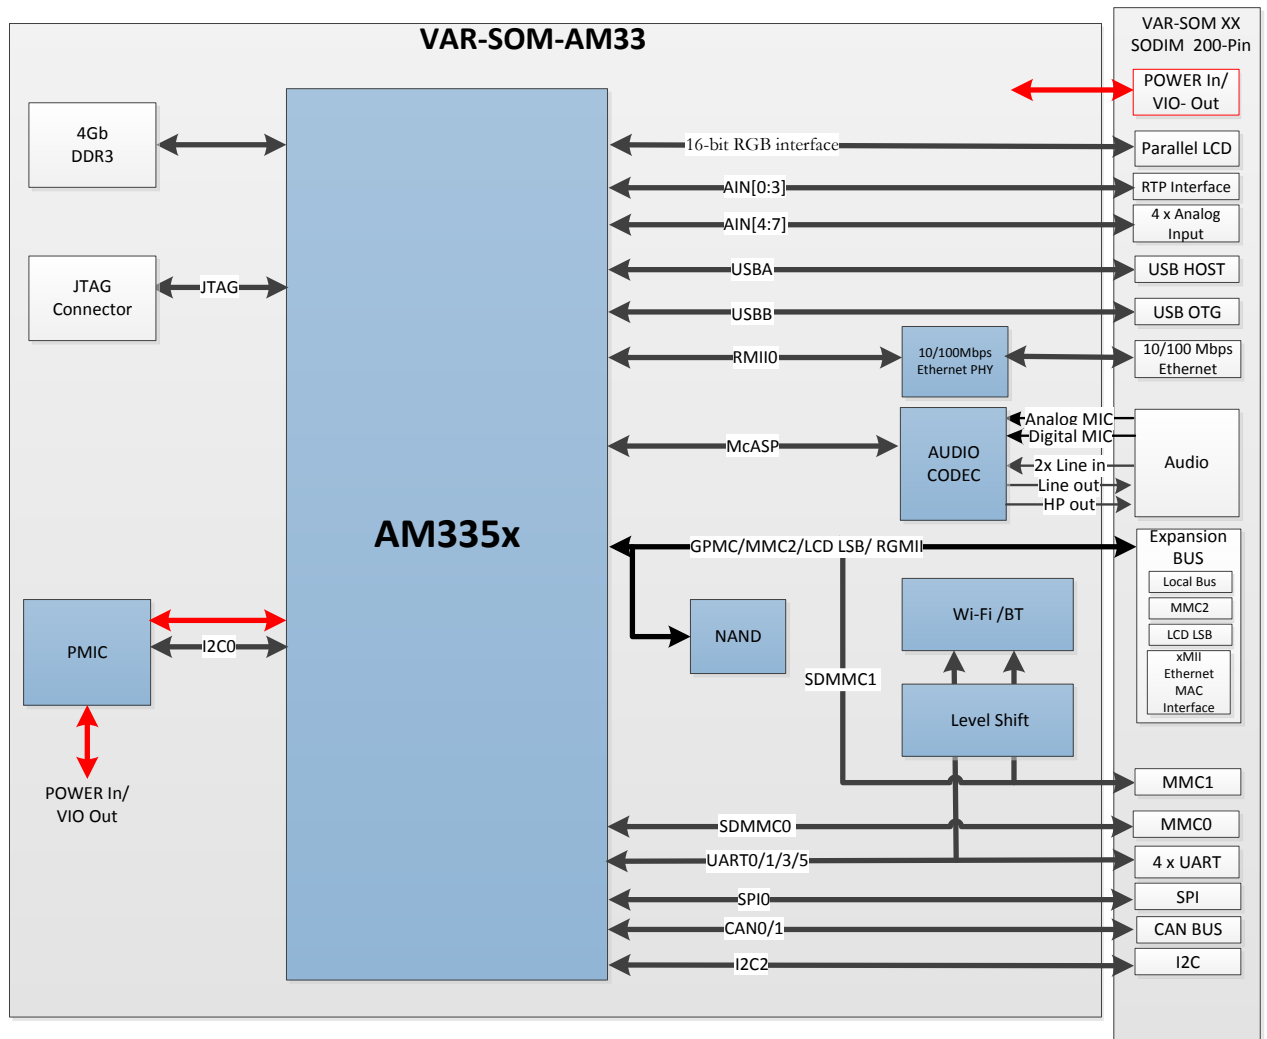 VAR-SOM-AM33
VAR-SOM XX
SODIM 200-Pin
POWER In/
VIO- Out
4Gb
DDR3
16-bit RGB interface
Parallel LCD
AIN[0:3]
RTP Interface
AIN[4:7]
4 x Analog
Input
USBA
USB HOST
JTAG
Connector
JTAG
USBB
USB OTG
RMII0
10/100Mbps
Ethernet PHY
10/100 Mbps
Ethernet
McASP
AUDIO
CODEC
Analog MIC
Digital MIC
2x Line in
Line out
HP out
Audio
AM335x
GPMC/MMC2/LCD LSB/ RGMII
Expansion
BUS
Local Bus
MMC2
LCD LSB
xMII
Ethernet
MAC
Interface
Wi-Fi /BT
NAND
PMIC
I2C0
SDMMC1
Level Shift
POWER In/
VIO Out
MMC1
SDMMC0
MMC0
UART0/1/3/5
4 x UART
SPI0
SPI
CAN0/1
CAN BUS
I2C2
I2C